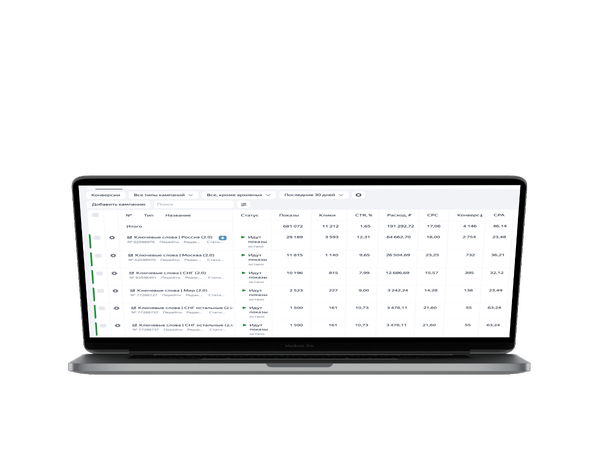 Конверсии Все типы кампаний Все, кроме архивных Последние 30 дней
Добавить кампанию Поиск
№ Тип Название Статус Показы Клики CTR, % Расход, ₽ CPC Конверс CPA
Итого 681 072 11 212 1,65 191 292,72 17,06 4 146 46,14
Ключевые слова | Россия (2.0) Идут показы 29 189 3 593 12,31 64 662,70 18,00 2 754 23,48
Ключевые слова | Москва (2.0) Идут показы 11 815 1 140 9,65 26 504,69 23,25 732 36,21
Ключевые слова | СНГ (2.0) Идут показы 10 196 815 7,99 12 686,69 15,57 395 32,12
Ключевые слова | Мир (2.0) Идут показы 2 523 227 9,00 3 242,24 14,28 138 23,49
Ключевые слова | СНГ остальные (2.0 Идут показы 1 500 161 10,73 3 478,11 21,60 55 63,24
Ключевые слова | СНГ остальные (2.0 Идут показы 1 500 161 10,73 3 478,11 21,60 55 63,24